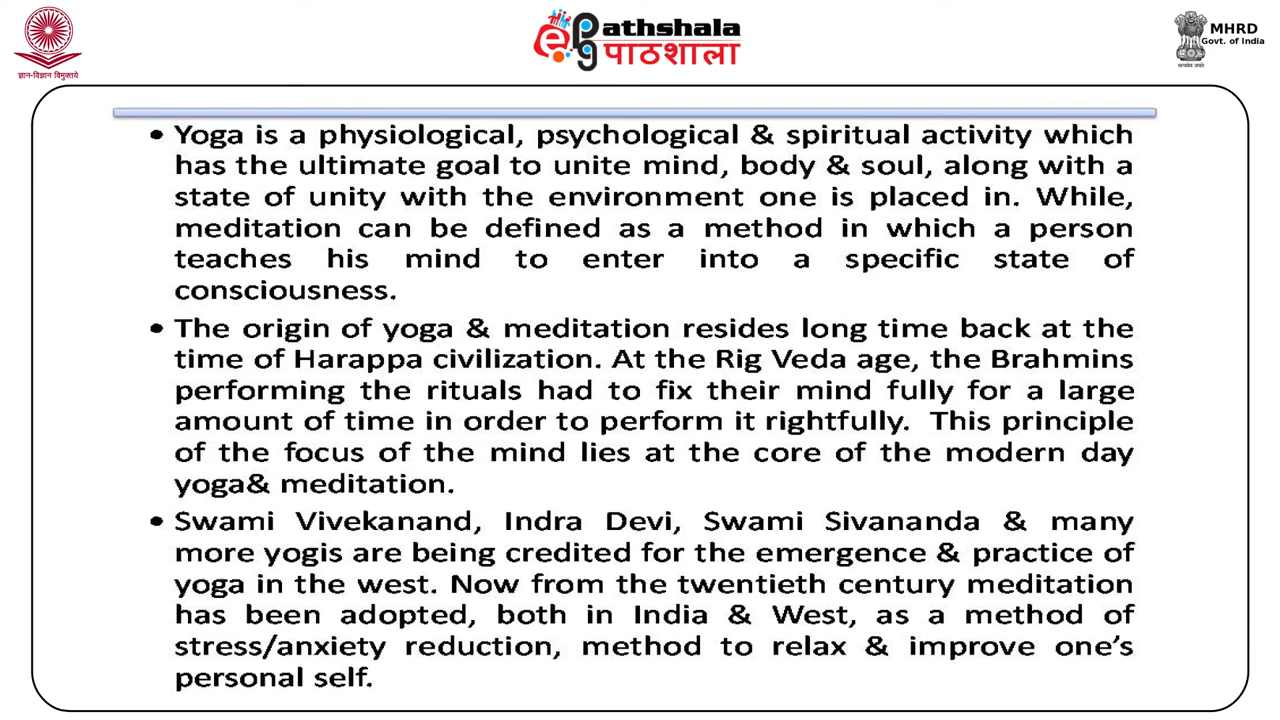 ज्ञान-विज्ञान विमुक्तये
ePG athshala
पाठशाला
MHRD
Govt. of India
सत्यमेव जयते
• Yoga is a physiological, psychological & spiritual activity which
has the ultimate goal to unite mind, body & soul, along with a
state of unity with the environment one is placed in. While,
meditation can be defined as a method in which a person
teaches his mind to enter into a specific state of
consciousness.
• The origin of yoga & meditation resides long time back at the
time of Harappa civilization. At the Rig Veda age, the Brahmins
performing the rituals had to fix their mind fully for a large
amount of time in order to perform it rightfully.  This principle
of the focus of the mind lies at the core of the modern day
yoga& meditation.
• Swami Vivekanand, Indra Devi, Swami Sivananda & many
more yogis are being credited for the emergence & practice of
yoga in the west. Now from the twentieth century meditation
has been adopted, both in India & West, as a method of
stress/anxiety reduction, method to relax & improve one’s
personal self.